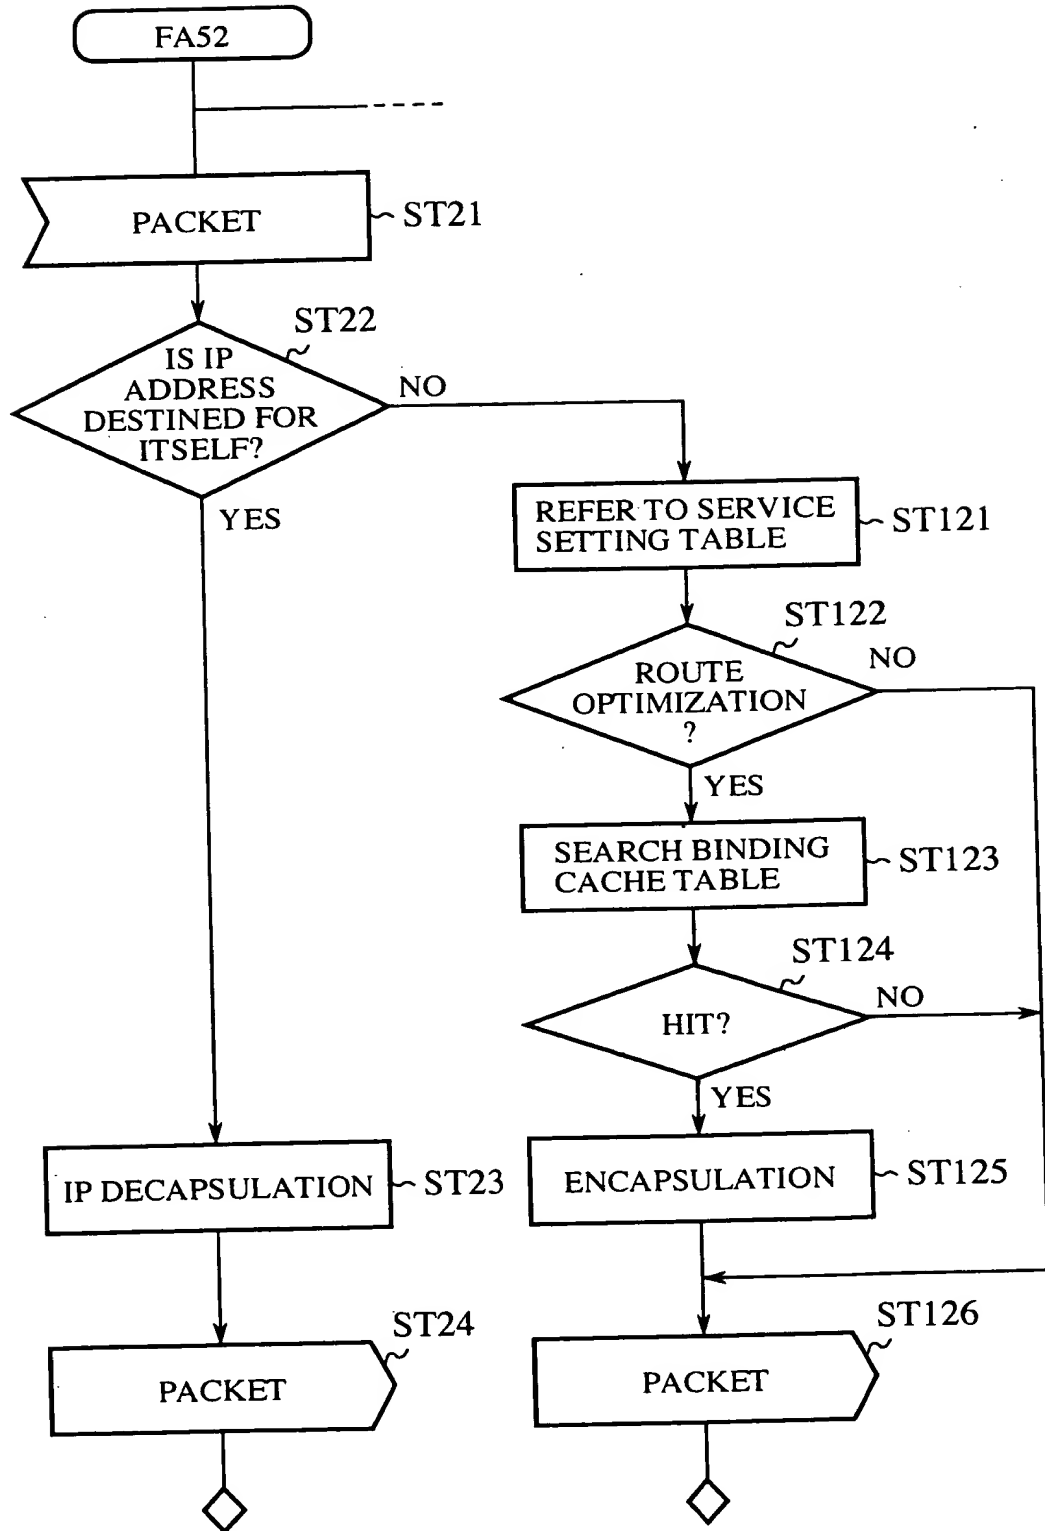 FA52
PACKET
ST21
ST22
IS IP
ADDRESS
DESTINED FOR
ITSELF?
NO
YES
REFER TO SERVICE
SETTING TABLE
ST121
ST122
ROUTE
OPTIMIZATION
?
NO
YES
SEARCH BINDING
CACHE TABLE
ST123
ST124
HIT?
NO
YES
IP DECAPSULATION
ST23
ENCAPSULATION
ST125
ST24
PACKET
ST126
PACKET